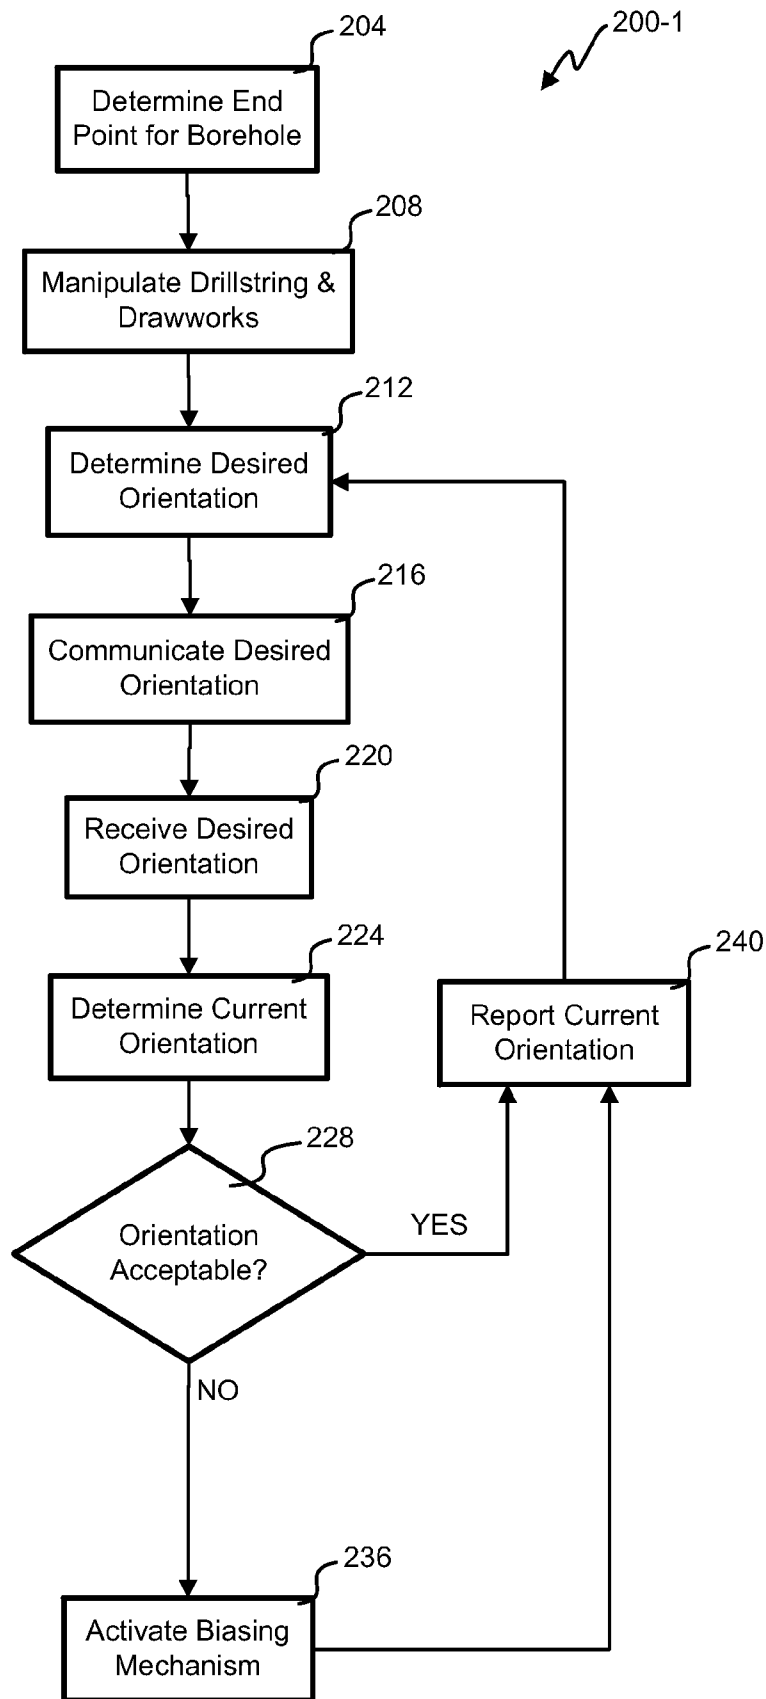 204
200-1
Determine End
Point for Borehole
208
Manipulate Drillstring &
Drawworks
212
Determine Desired
Orientation
216
Communicate Desired
Orientation
220
Receive Desired
Orientation
224
Determine Current
Orientation
240
Report Current
Orientation
228
Orientation
Acceptable?
YES
NO
236
Activate Biasing
Mechanism